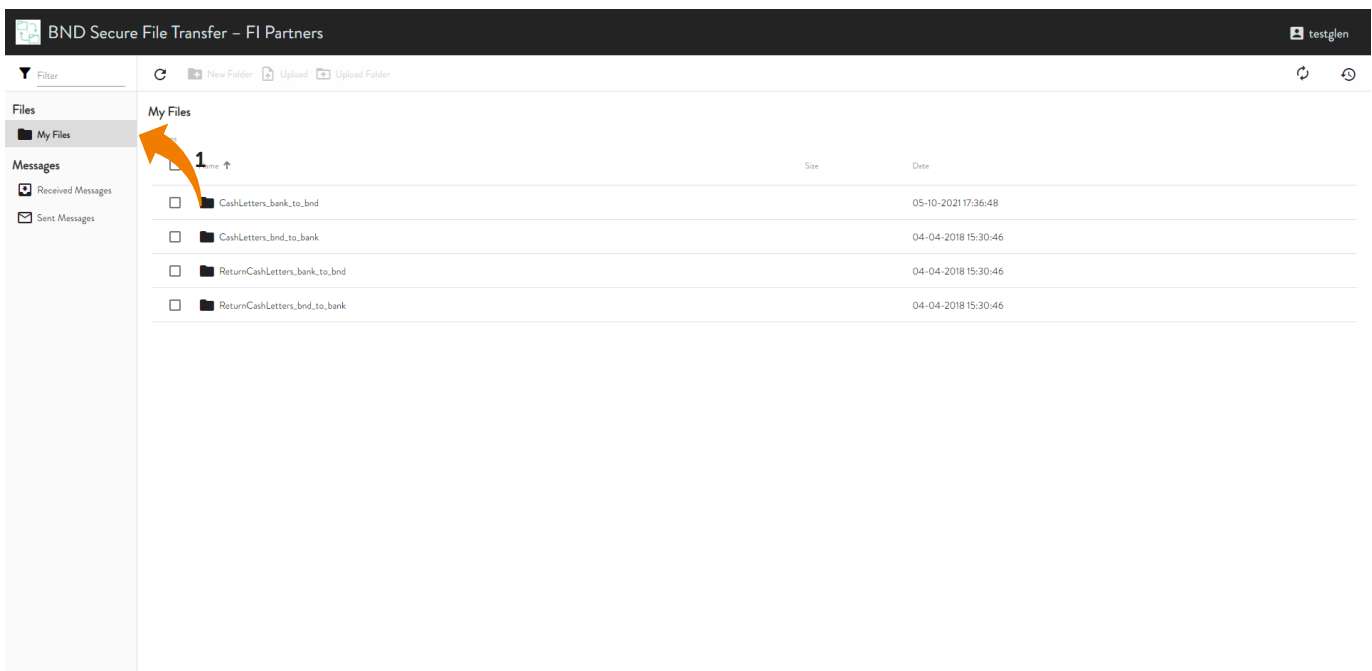 BND Secure File Transfer – FI Partners
testglen
Filter
New Folder Upload Upload Folder
Files
My Files
My Files
Messages
1
Size Date
Received Messages
CashLetters_bank_to_bnd 05-10-2021 17:36:48
Sent Messages
CashLetters_bnd_to_bank 04-04-2018 15:30:46
ReturnCashLetters_bank_to_bnd 04-04-2018 15:30:46
ReturnCashLetters_bnd_to_bank 04-04-2018 15:30:46